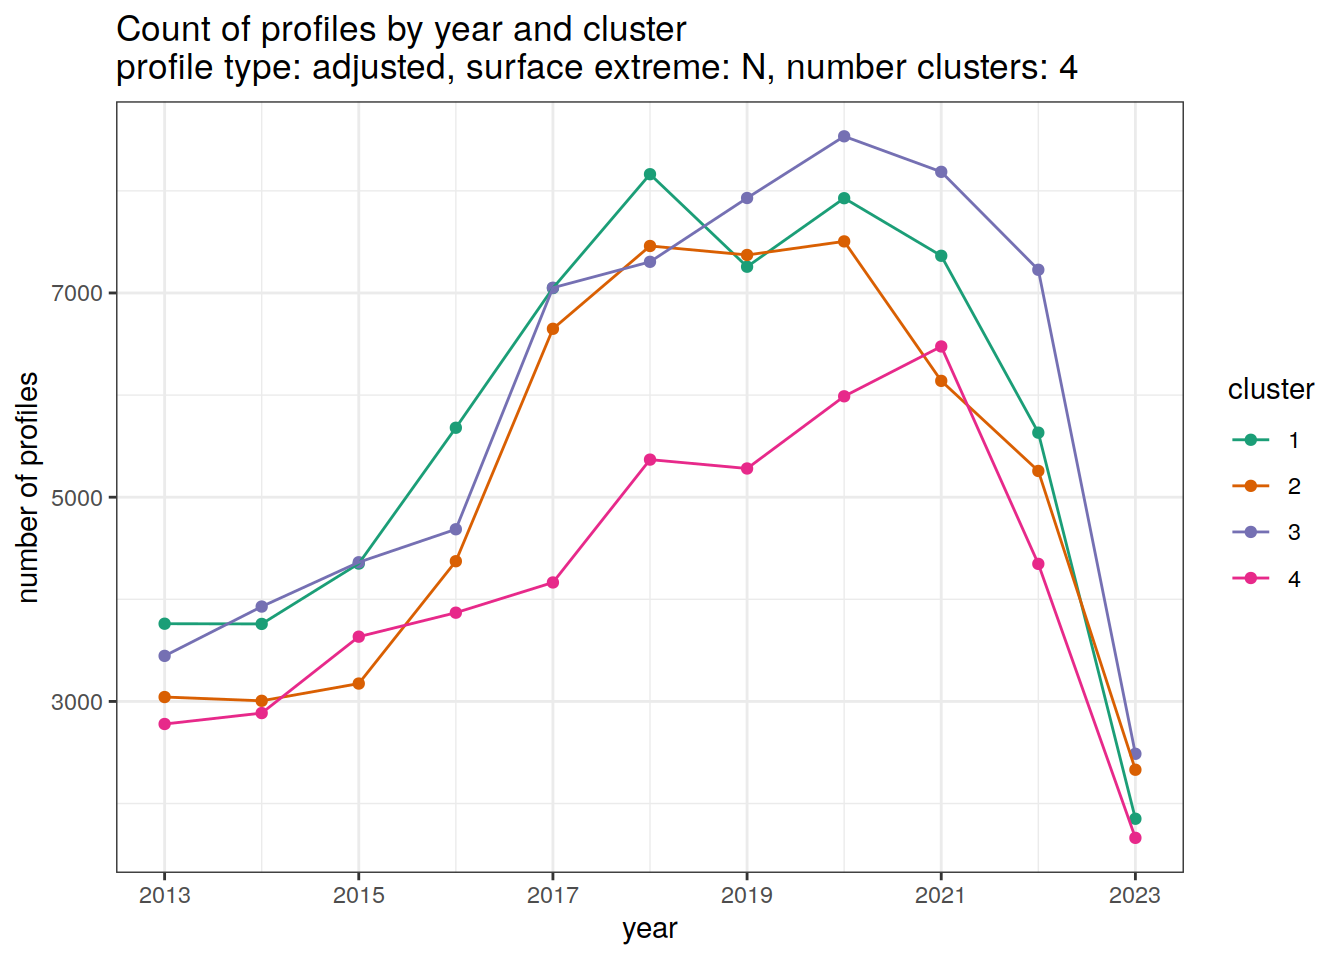 Count of profiles by year and cluster
profile type: adjusted, surface extreme: N, number clusters: 4
7000
5000
3000
number of profiles
2013 2015 2017 2019 2021 2023
year
cluster
1
2
3
4